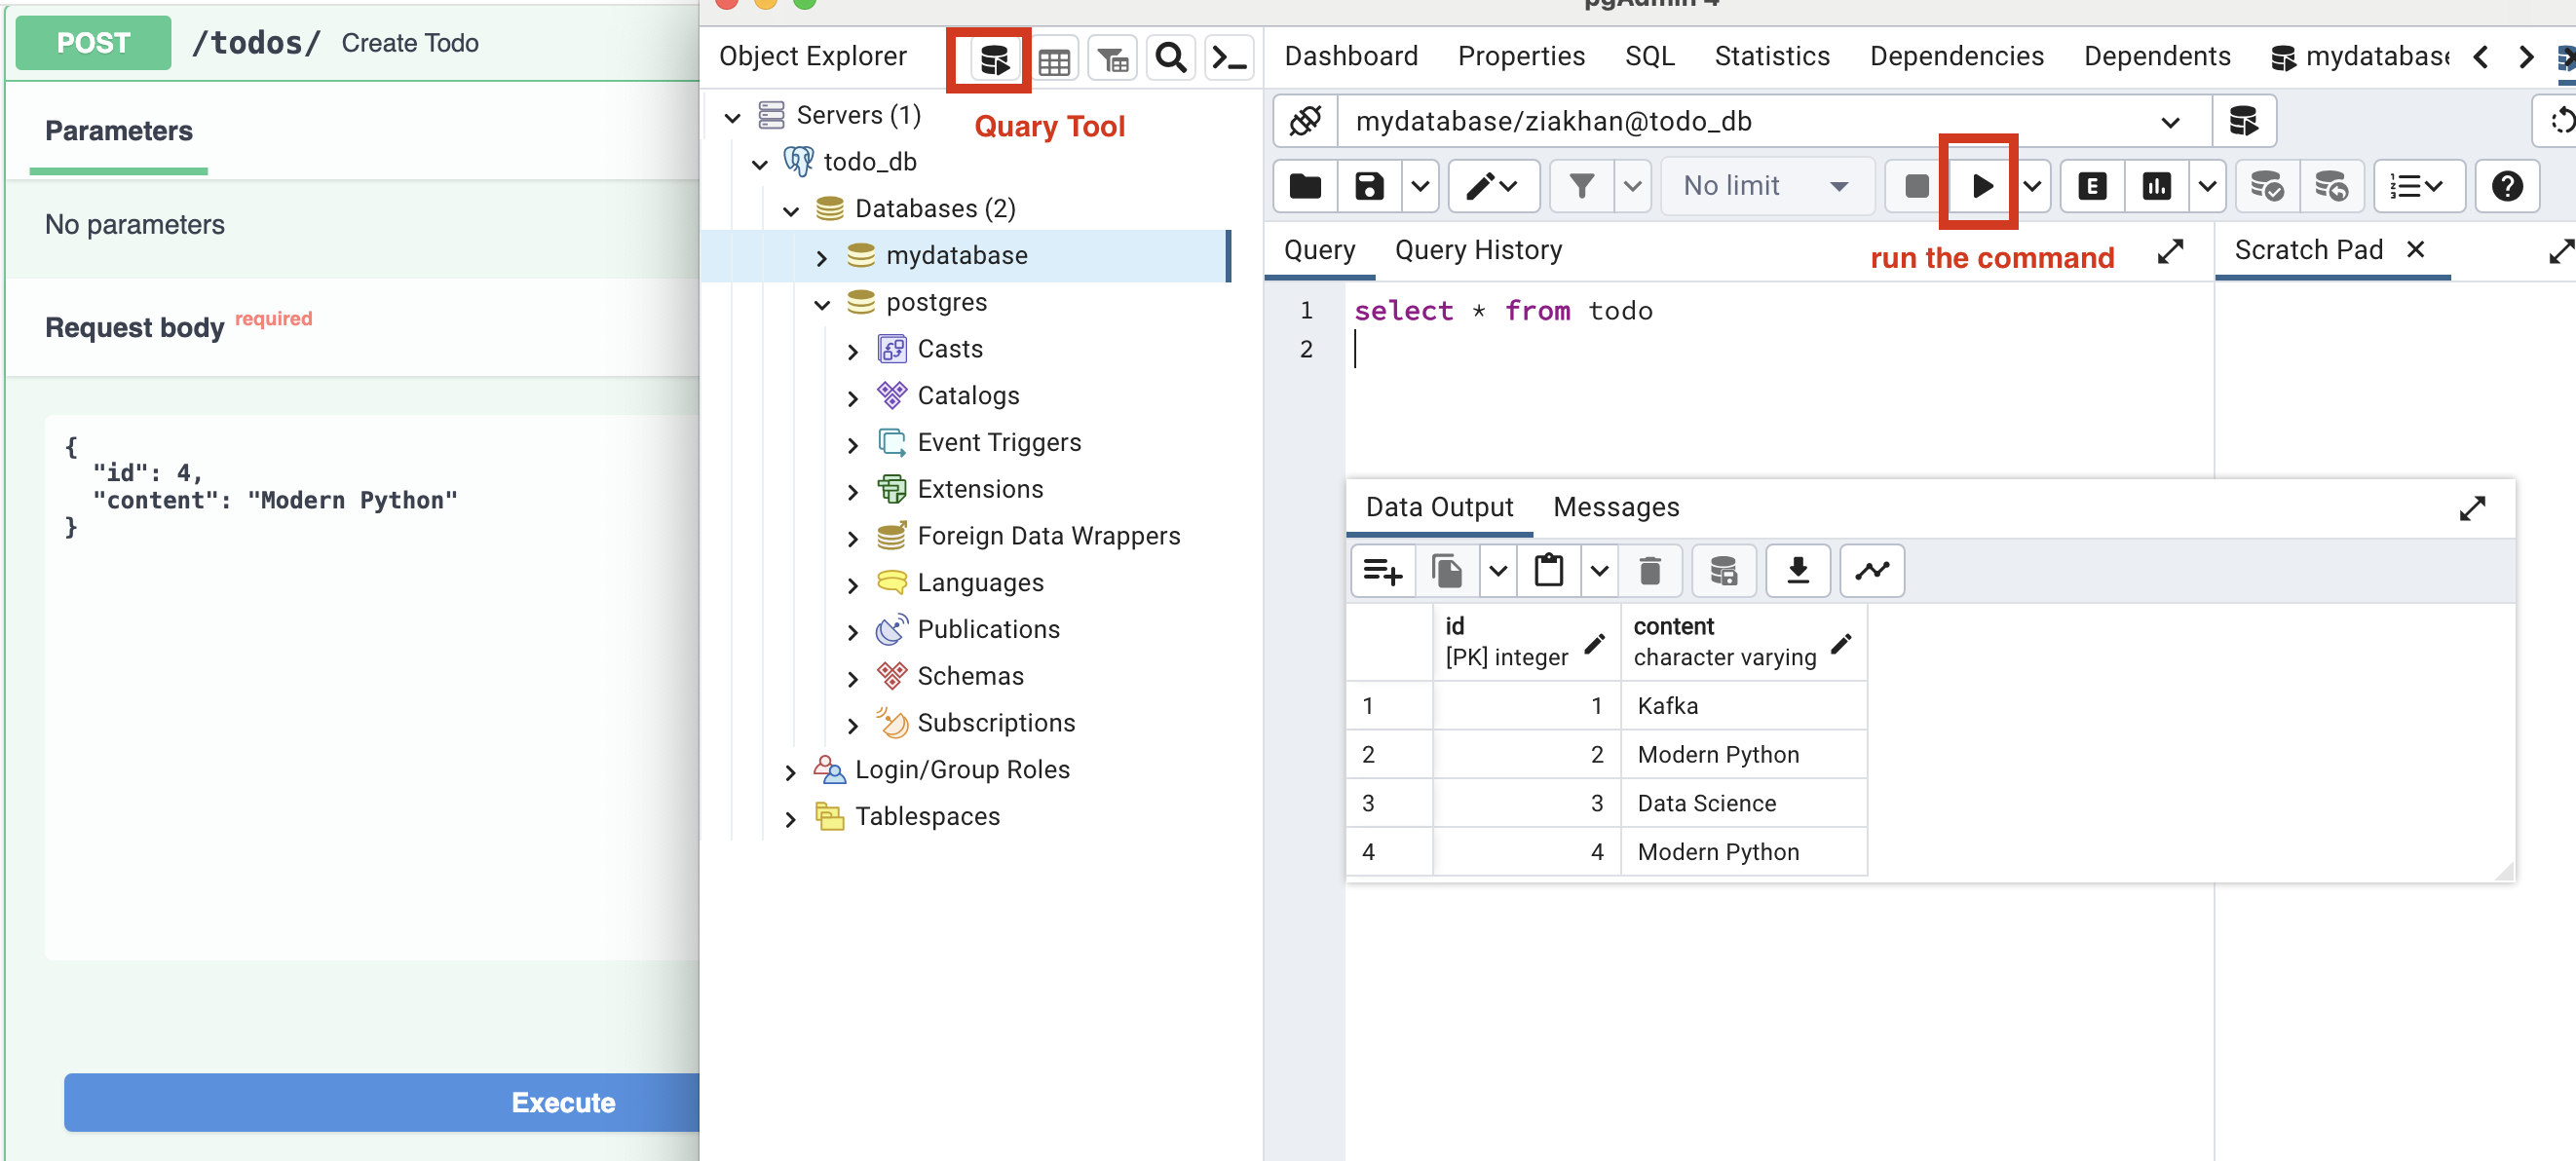 POST /todos/ Create Todo
Parameters
No parameters
Request body required
{
"id": 4,
"content": "Modern Python"
}
Execute
pgAdmin 4
Object Explorer
Quary Tool
Servers (1)
todo_db
Databases (2)
mydatabase
postgres
Casts
Catalogs
Event Triggers
Extensions
Foreign Data Wrappers
Languages
Publications
Schemas
Subscriptions
Login/Group Roles
Tablespaces
Dashboard Properties SQL Statistics Dependencies Dependents mydatabase
mydatabase/ziakhan@todo_db
No limit
E
run the command
Query Query History
Scratch Pad
1 select * from todo
2
Data Output Messages
id content
[PK] integer character varying
1 1 Kafka
2 2 Modern Python
3 3 Data Science
4 4 Modern Python